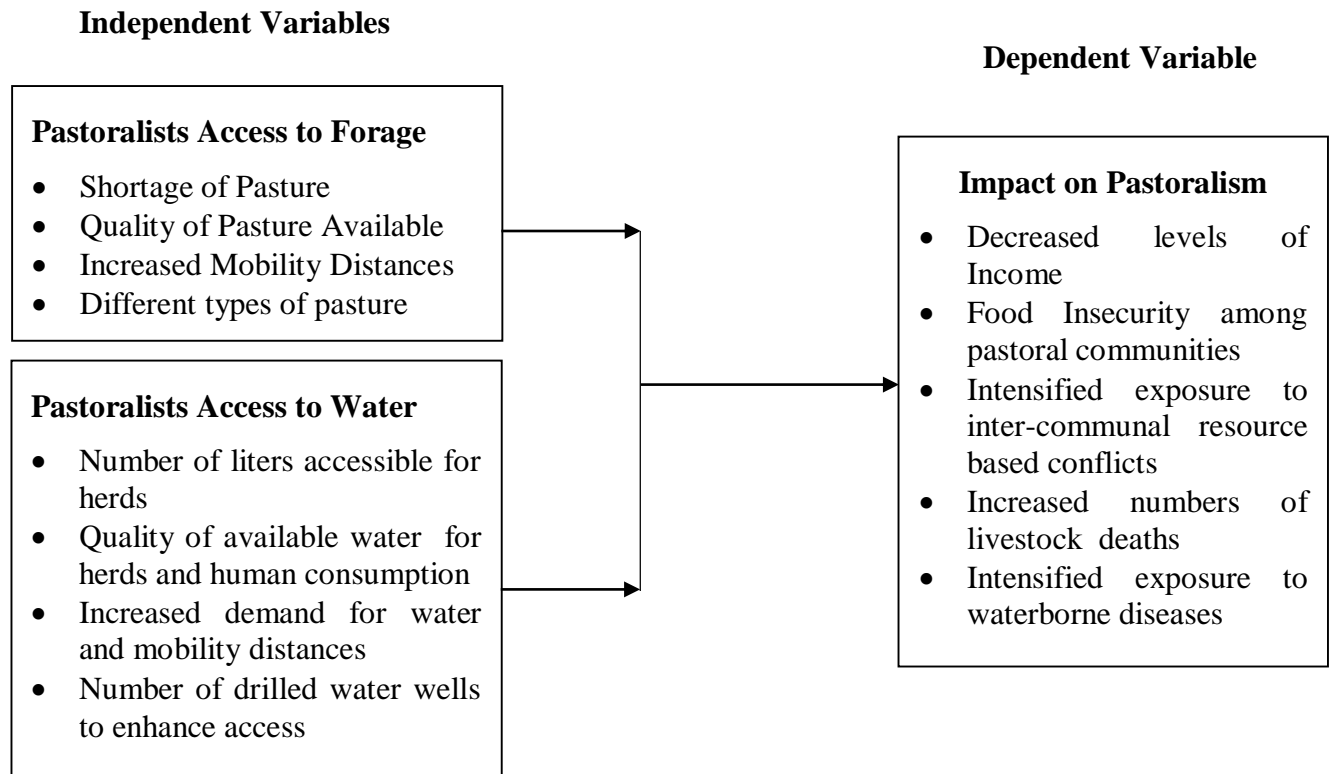 Independent Variables
Dependent Variable
Pastoralists Access to Forage
• Shortage of Pasture
• Quality of Pasture Available
• Increased Mobility Distances
• Different types of pasture
Pastoralists Access to Water
• Number of liters accessible for
herds
• Quality of available water for
herds and human consumption
• Increased demand for water
and mobility distances
• Number of drilled water wells
to enhance access
Impact on Pastoralism
• Decreased levels of
Income
• Food Insecurity among
pastoral communities
• Intensified exposure to
inter-communal resource
based conflicts
• Increased numbers of
livestock deaths
• Intensified exposure to
waterborne diseases